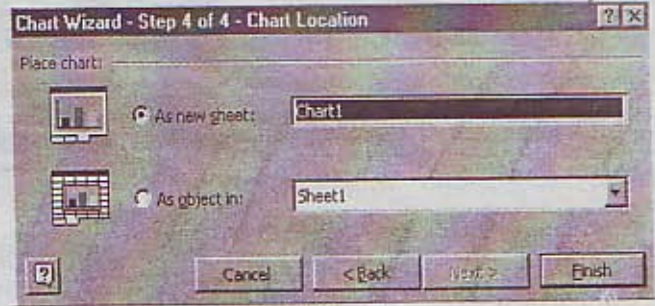 Chart Wizard - Step 4 of 4 - Chart Location
Place chart:
As new sheet: Chart1
As object in: Sheet1
Cancel < Back Next > Finish